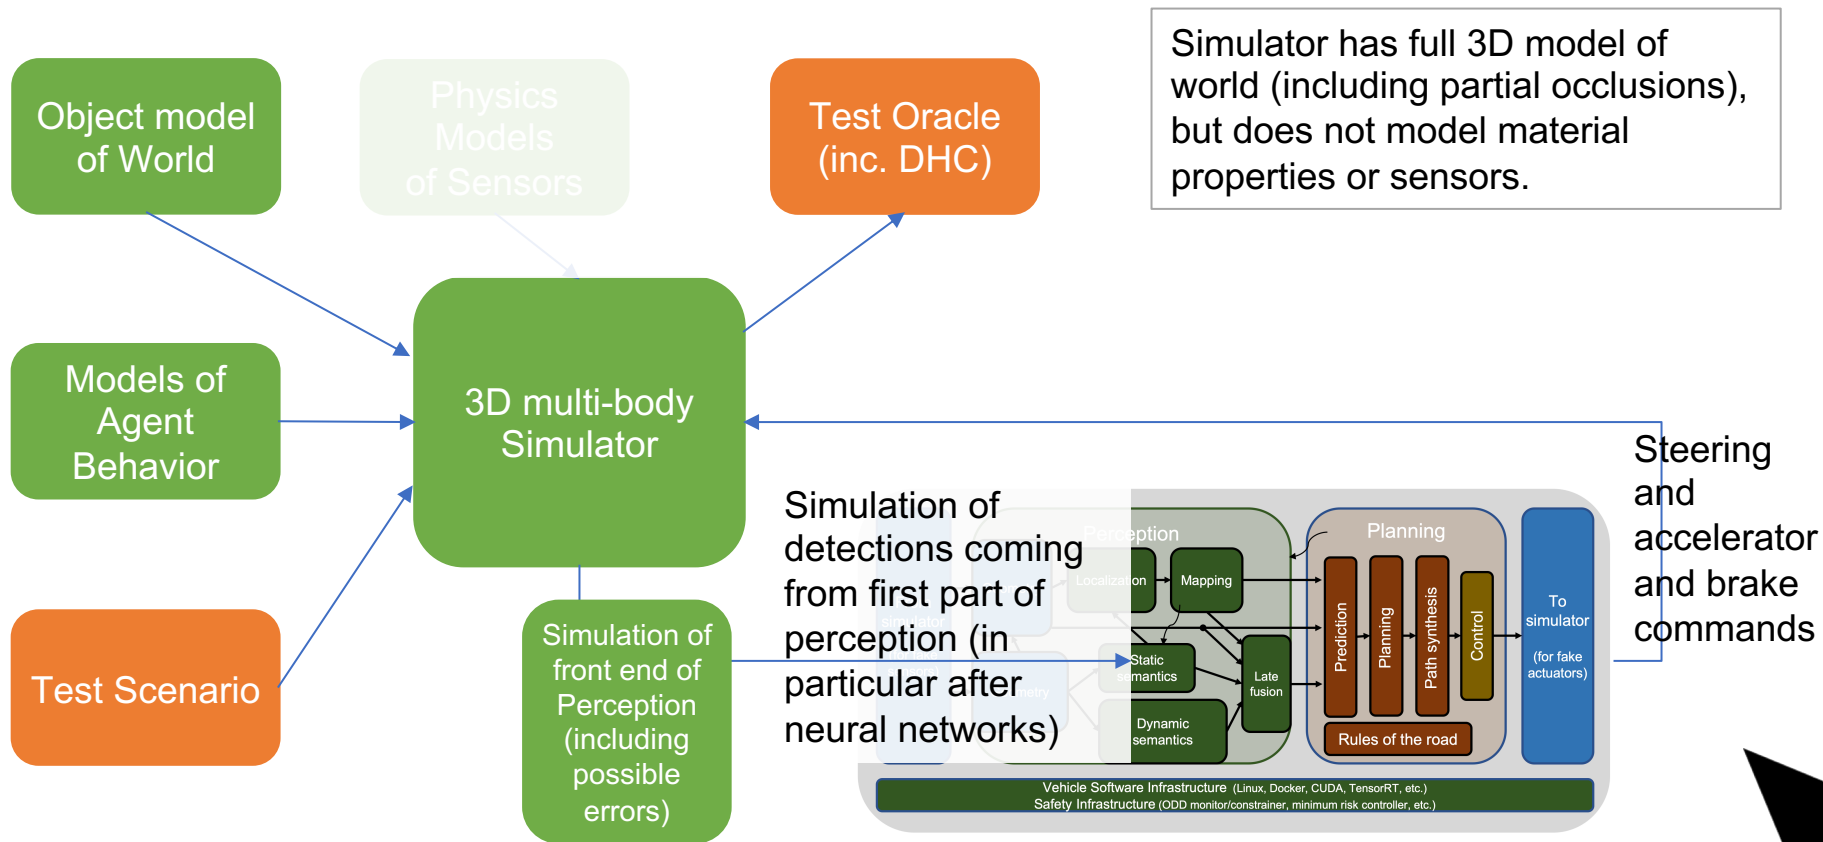 Object model
of World
Physics
Models
of Sensors
Test Oracle
(inc. DHC)
Simulator has full 3D model of
world (including partial occlusions),
but does not model material
properties or sensors.
Models of
Agent
Behavior
3D multi-body
Simulator
Test Scenario
Simulation of
front end of
Perception
(including
possible
errors)
Simulation of
detections coming
from first part of
perception (in
particular after
neural networks)
Perception
Localization
Mapping
Static
semantics
Dynamic
semantics
Late
fusion
Planning
Prediction
Planning
Path synthesis
Control
Rules of the road
To
simulator
(for fake
actuators)
Steering
and
accelerator
and brake
commands
Vehicle Software Infrastructure (Linux, Docker, CUDA, TensorRT, etc.)
Safety Infrastructure (ODD monitor/constrainer, minimum risk controller, etc.)